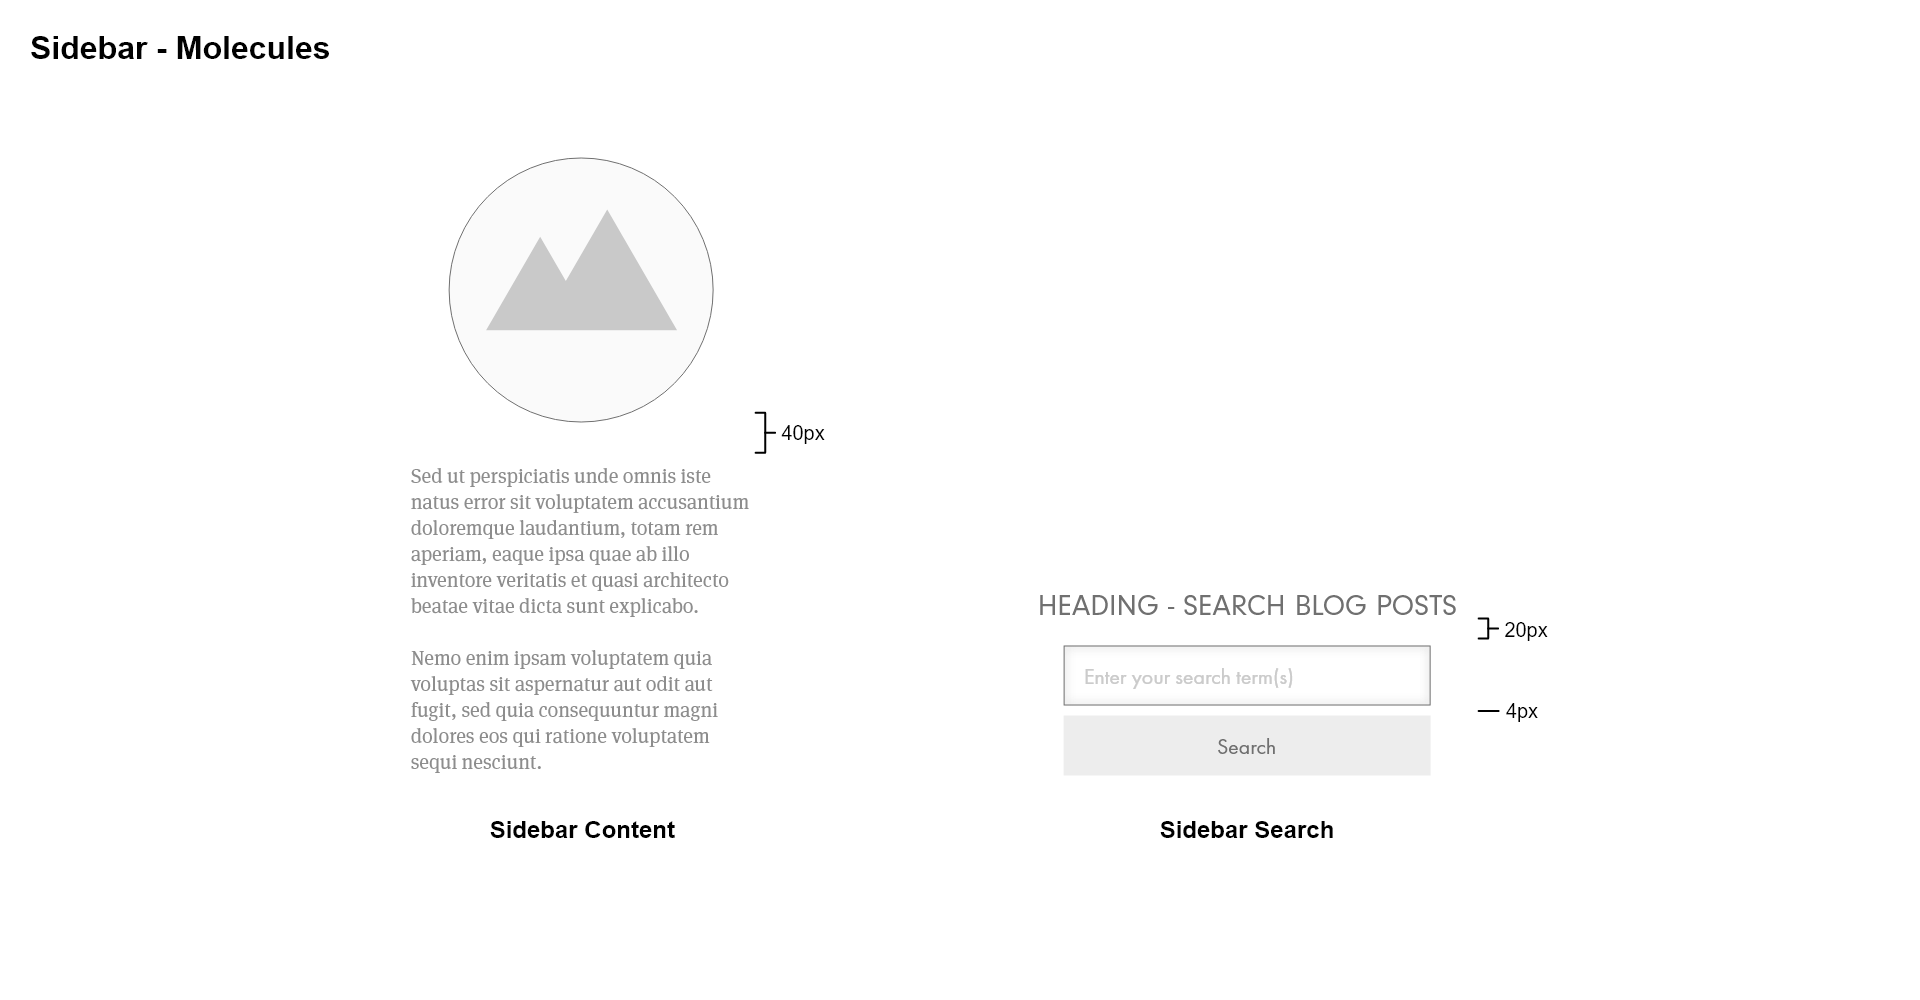 Sidebar - Molecules
40px
Sed ut perspiciatis unde omnis iste
natus error sit voluptatem accusantium
doloremque laudantium, totam rem
aperiam, eaque ipsa quae ab illo
inventore veritatis et quasi architecto
beatae vitae dicta sunt explicabo.
Nemo enim ipsam voluptatem quia
voluptas sit aspernatur aut odit aut
fugit, sed quia consequuntur magni
dolores eos qui ratione voluptatem
sequi nesciunt.
Sidebar Content
HEADING - SEARCH BLOG POSTS
20px
Enter your search term(s)
4px
Search
Sidebar Search